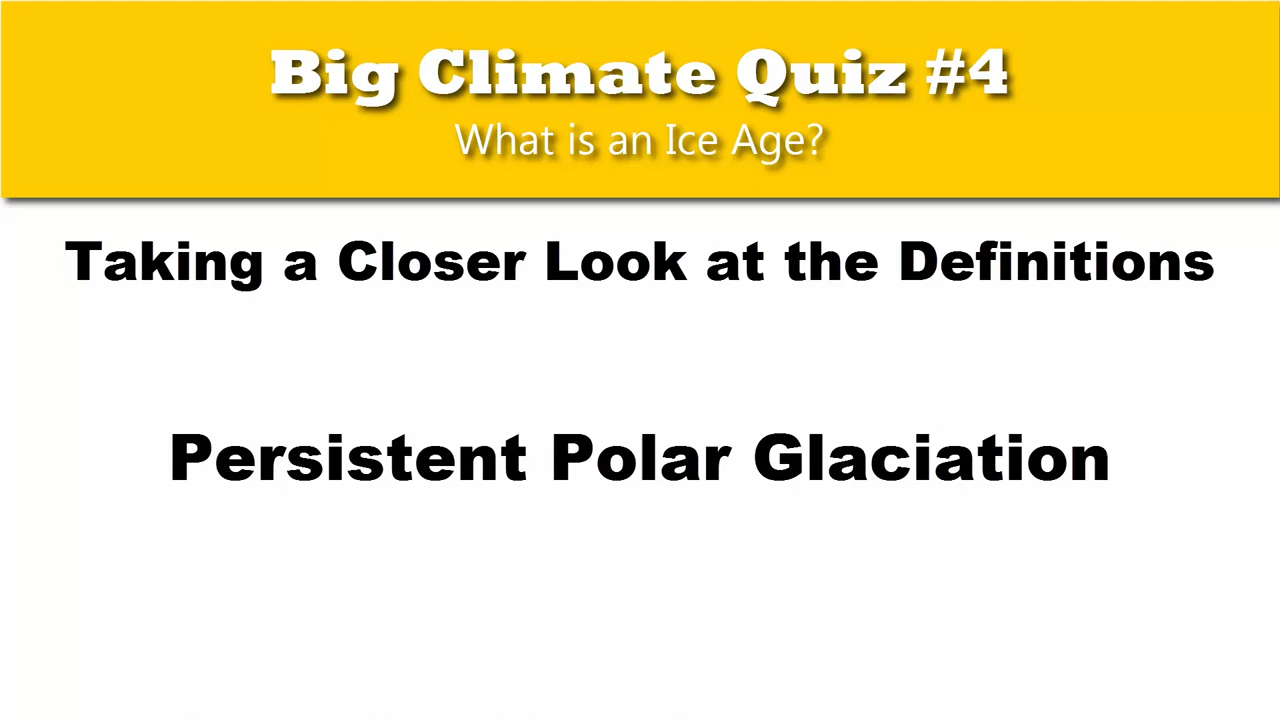 Big Climate Quiz #4
What is an Ice Age?
Taking a Closer Look at the Definitions
Persistent Polar Glaciation